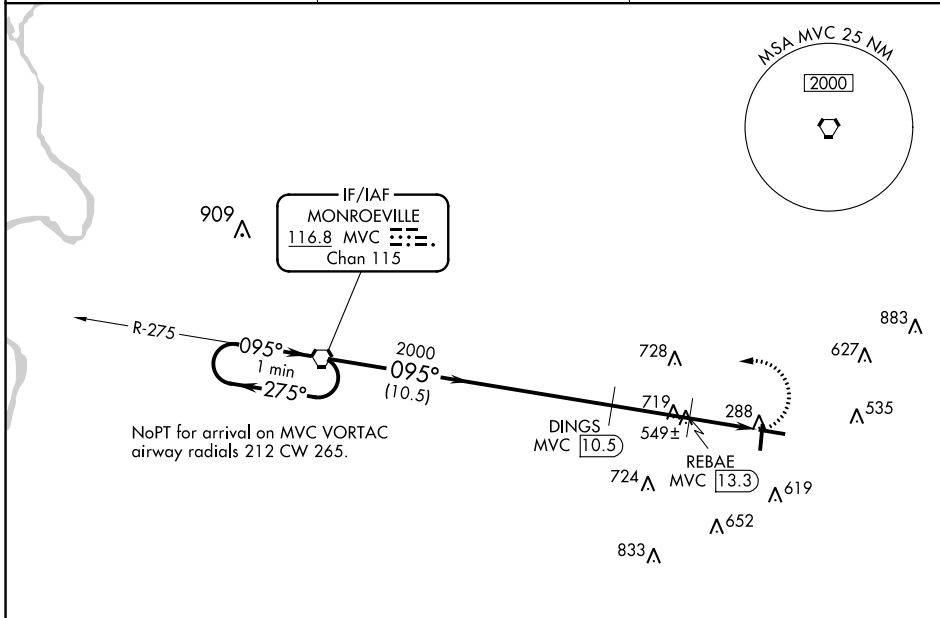 MSA MVC 25 NM
2000
IF/IAF
MONROEVILLE
116.8 MVC
Chan 115
909
R-275
095°
1 min
275°
2000
095°
(10.5)
NoPT for arrival on MVC VORTAC
airway radials 212 CW 265.
883
627
535
728
719
549±
288
DINGS
MVC 10.5
REBAE
MVC 13.3
724
619
652
833